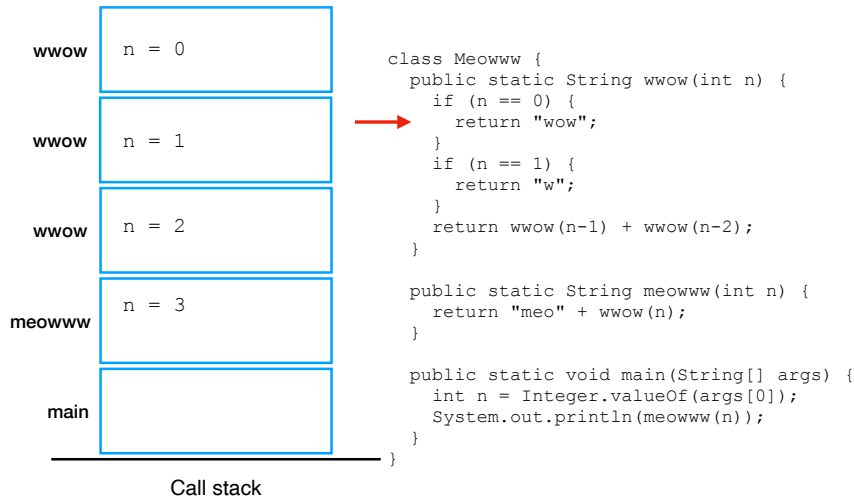 wwow n = 0
wwow n = 1
wwow n = 2
meowww n = 3
main
Call stack
class Meowww {
  public static String wwow(int n) {
    if (n == 0) {
      return "wow";
    }
    if (n == 1) {
      return "w";
    }
    return wwow(n-1) + wwow(n-2);
  }

  public static String meowww(int n) {
    return "meo" + wwow(n);
  }

  public static void main(String[] args) {
    int n = Integer.valueOf(args[0]);
    System.out.println(meowww(n));
  }
}